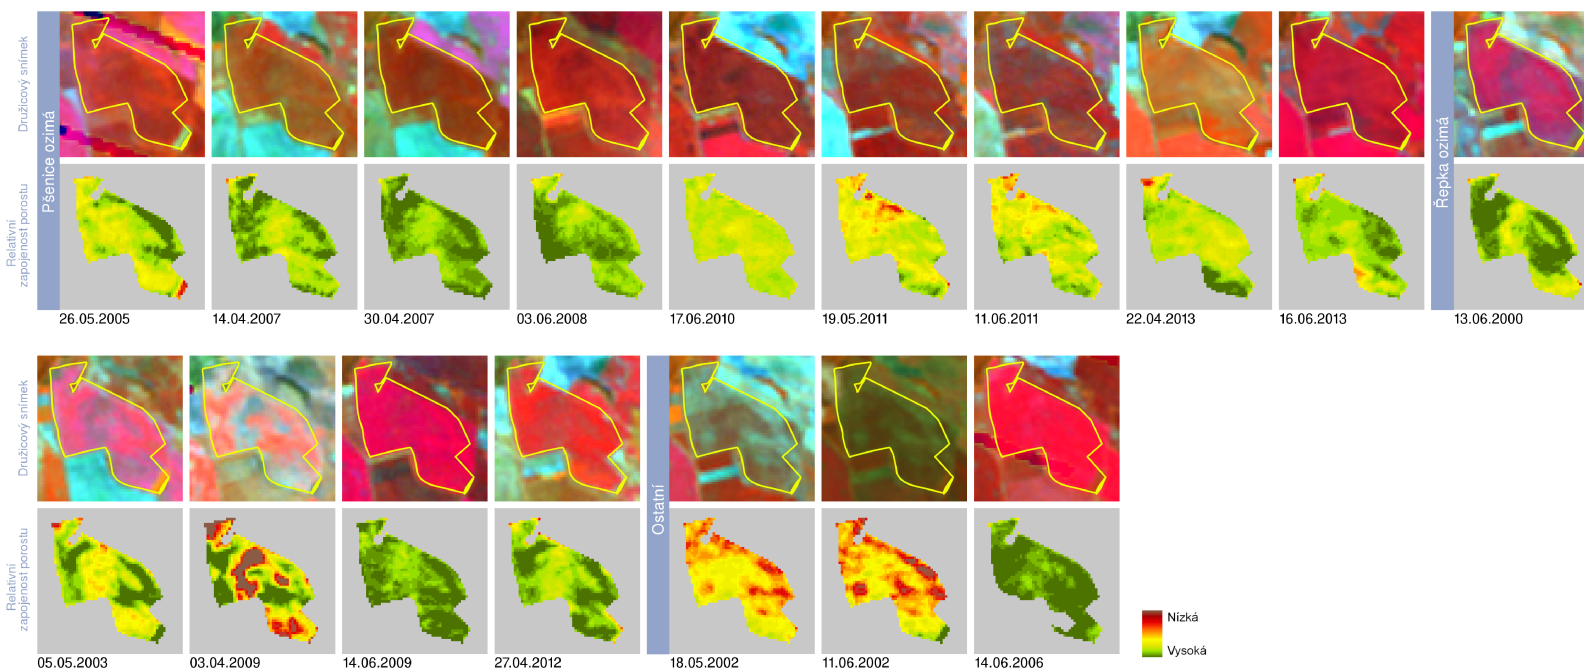 Družicový snímek
Pšenice ozimá
Řepka ozimá
Relativní
zapojenost porostu
26.05.2005
14.04.2007
30.04.2007
03.06.2008
17.06.2010
19.05.2011
11.06.2011
22.04.2013
16.06.2013
13.06.2000
Družicový snímek
Ostatní
Relativní
zapojenost porostu
Nízká
Vysoká
05.05.2003
03.04.2009
14.06.2009
27.04.2012
18.05.2002
11.06.2002
14.06.2006